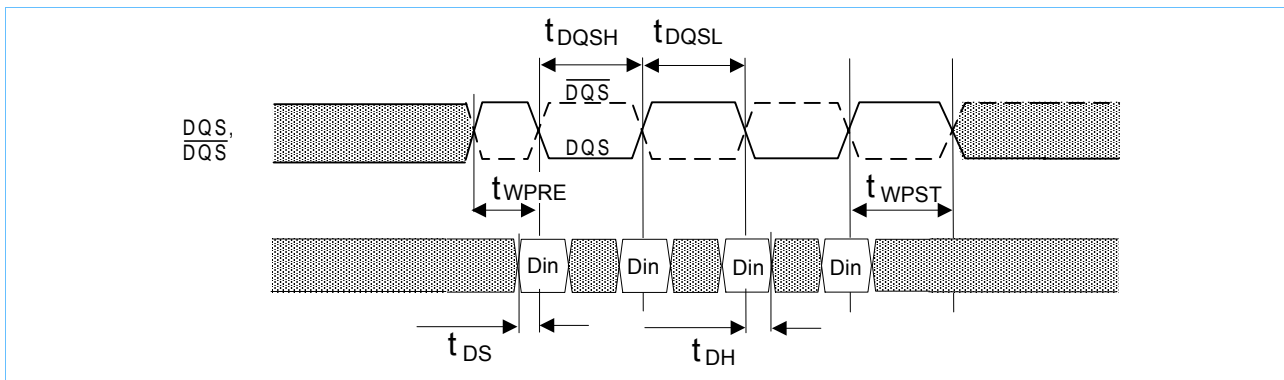 tDQSH
tDQSL
DQS
DQS,
DQS
DQS
tWPRE
tWPST
Din
Din
Din
Din
tDS
tDH